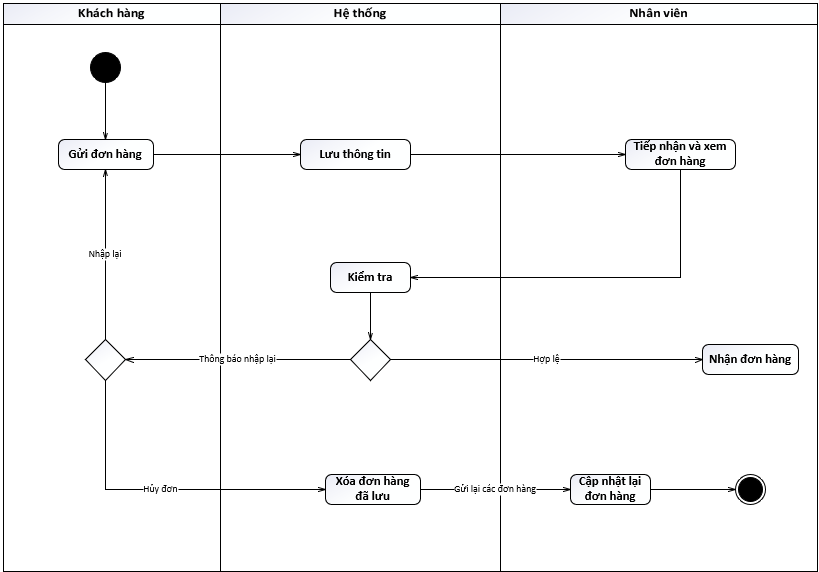 Khách hàng
Hệ thống
Nhân viên
Gửi đơn hàng
Lưu thông tin
Tiếp nhận và xem
đơn hàng
Nhập lại
Kiểm tra
Thông báo nhập lại
Hợp lệ
Nhận đơn hàng
Hủy đơn
Xóa đơn hàng
đã lưu
Gửi lại các đơn hàng
Cập nhật lại
đơn hàng